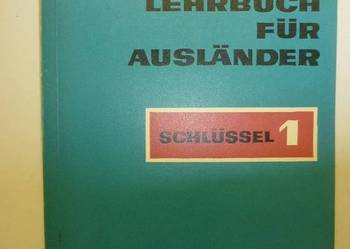 LEHRBUCH
FÜR
AUSLÄNDER
SCHLÜSSEL 1